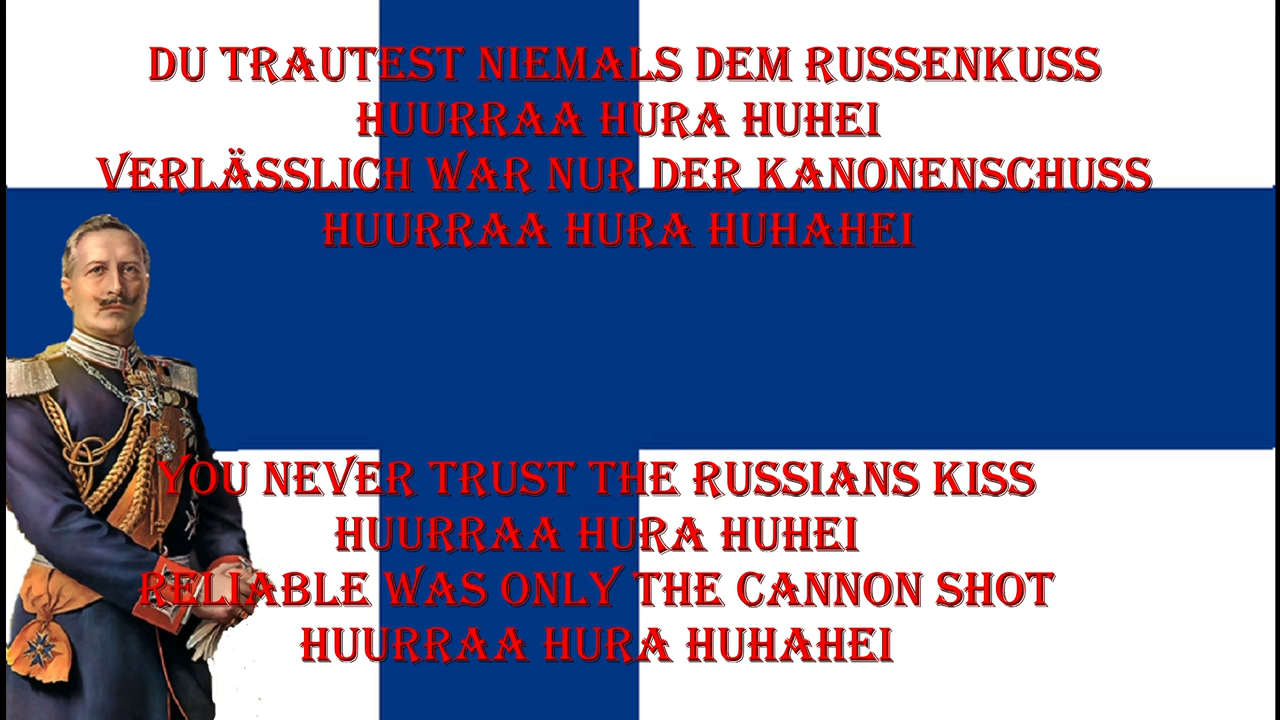 DU TRAUTEST NIEMALS DEM RUSSENKUSS
HUURRAA HURA HUHEI
VERLÄSSLICH WAR NUR DER KANONENSCHUSS
HUURRAA HURA HUHAHEI
YOU NEVER TRUST THE RUSSIANS KISS
HUURRAA HURA HUHEI
RELIABLE WAS ONLY THE CANNON SHOT
HUURRAA HURA HUHAHEI